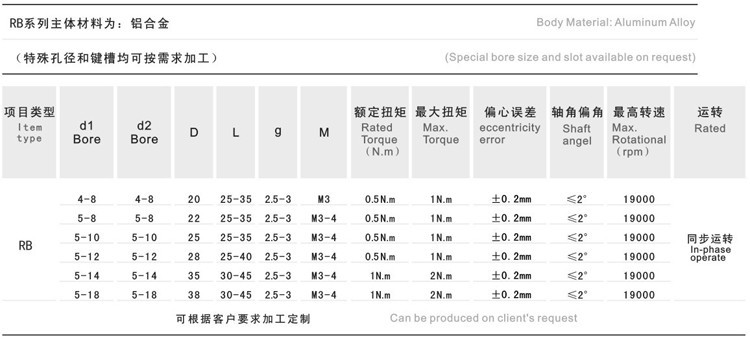 RB系列主体材料为：铝合金 Body Material: Aluminum Alloy
（特殊孔径和键槽均可按需求加工） (Special bore size and slot available on request)
项目类型 Item type d1 Bore d2 Bore D L g M 额定扭矩 Rated Torque (N.m) 最大扭矩 Max. Torque 偏心误差 eccentricity error 轴角偏角 Shaft angel 最高转速 Max. Rotational (rpm) 运转 Rated
4-8 4-8 20 25-35 2.5-3 M3 0.5N.m 1N.m ±0.2mm ≤2° 19000
5-8 5-8 22 25-35 2.5-3 M3-4 0.5N.m 1N.m ±0.2mm ≤2° 19000
RB 5-10 5-10 25 25-35 2.5-3 M3-4 0.5N.m 1N.m ±0.2mm ≤2° 19000 同步运转 In-phase operate
5-12 5-12 28 25-40 2.5-3 M3-4 0.5N.m 1N.m ±0.2mm ≤2° 19000
5-14 5-14 35 30-45 2.5-3 M3-4 1N.m 2N.m ±0.2mm ≤2° 19000
5-18 5-18 38 30-45 2.5-3 M3-4 1N.m 2N.m ±0.2mm ≤2° 19000
可根据客户要求加工定制 Can be produced on client's request